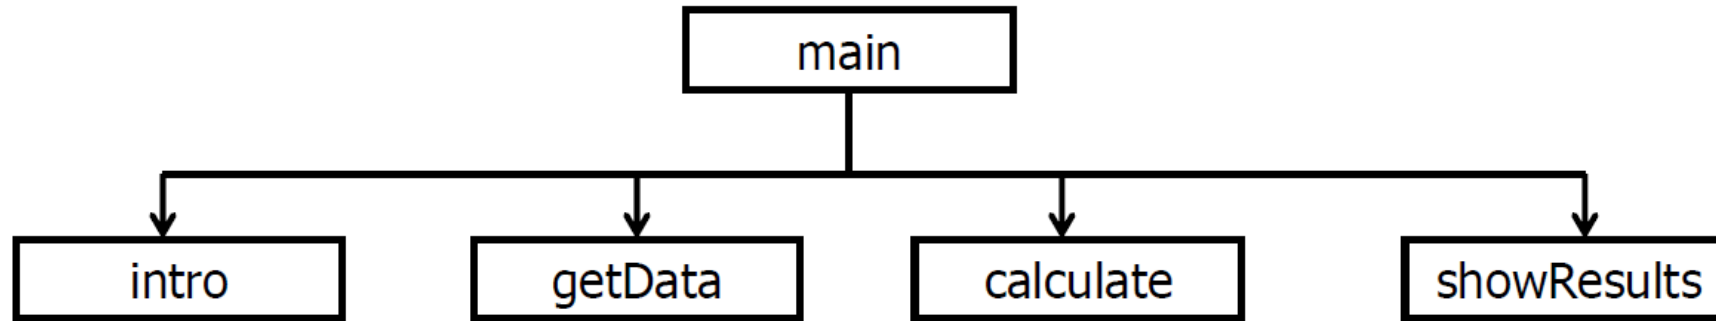 main
intro
getData
calculate
showResults